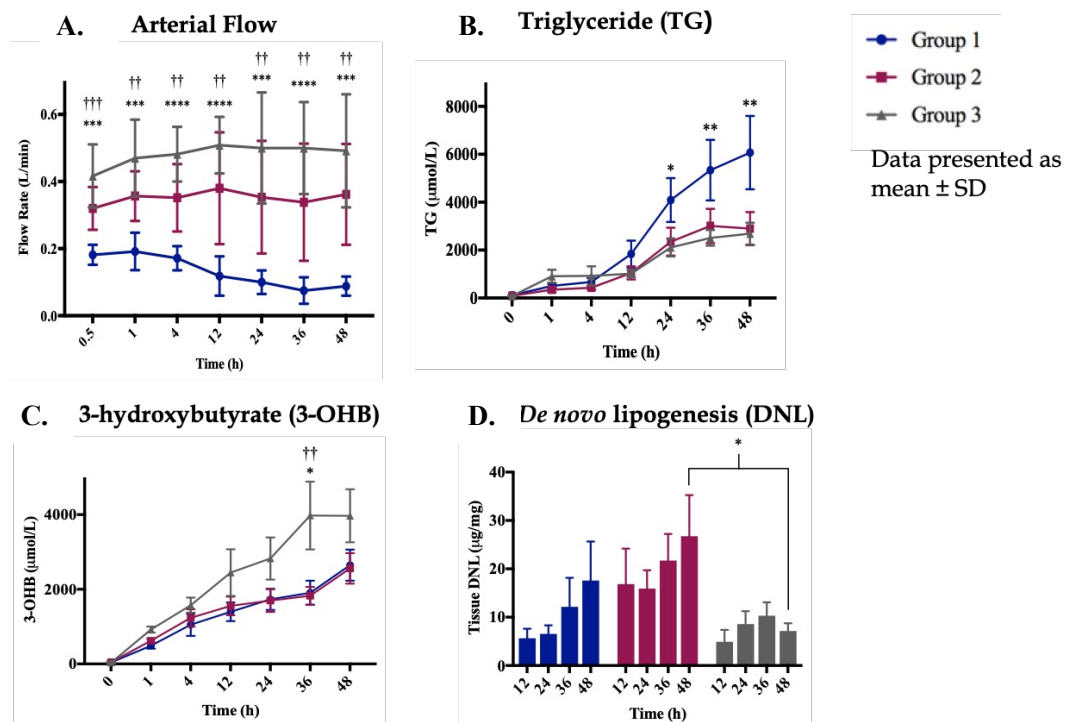 A. Arterial Flow
†††
***
††
***
††
****
††
****
††
***
††
****
††
***
Flow Rate (L/min)
0.6
0.4
0.2
0.0
0.5 1 4 12 24 36 48
Time (h)
B. Triglyceride (TG)
* ** **
TG (μmol/L)
8000
6000
4000
2000
0
0 1 4 12 24 36 48
Time (h)
Group 1
Group 2
Group 3
Data presented as
mean ± SD
C. 3-hydroxybutyrate (3-OHB)
††
*
3-OHB (μmol/L)
4000
2000
0
0 1 4 12 24 36 48
Time (h)
D. De novo lipogenesis (DNL)
*
Tissue DNL (μg/mg)
40
30
20
10
0
12 24 36 48 12 24 36 48 12 24 36 48
Time (h)